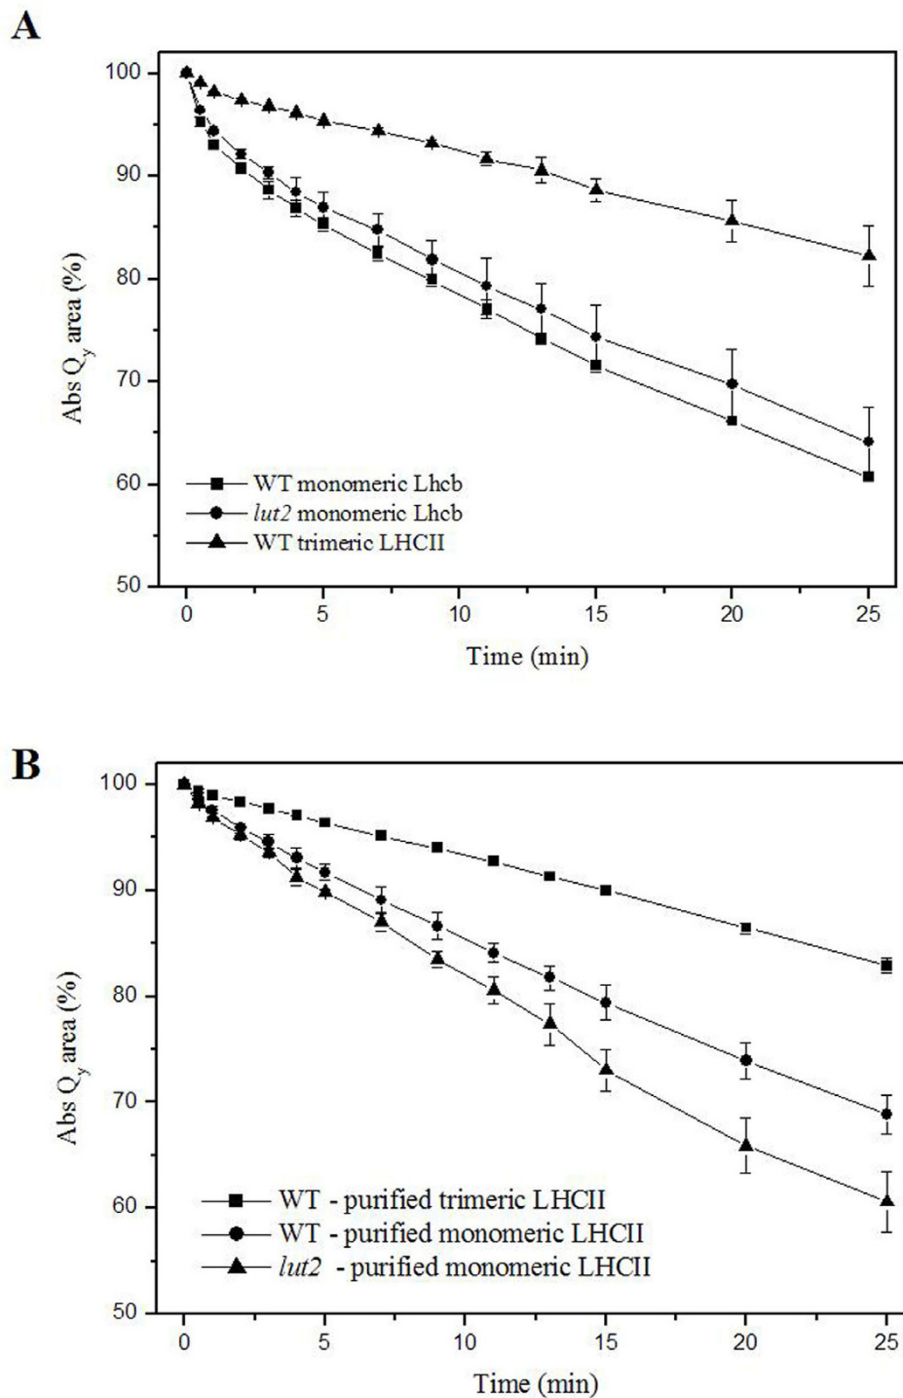 A
100
90
80
70
60
50
Abs Qy area (%)
WT monomeric Lhcb
lut2 monomeric Lhcb
WT trimeric LHCII
0 5 10 15 20 25
Time (min)
B
100
90
80
70
60
50
Abs Qy area (%)
WT - purified trimeric LHCII
WT - purified monomeric LHCII
lut2 - purified monomeric LHCII
0 5 10 15 20 25
Time (min)